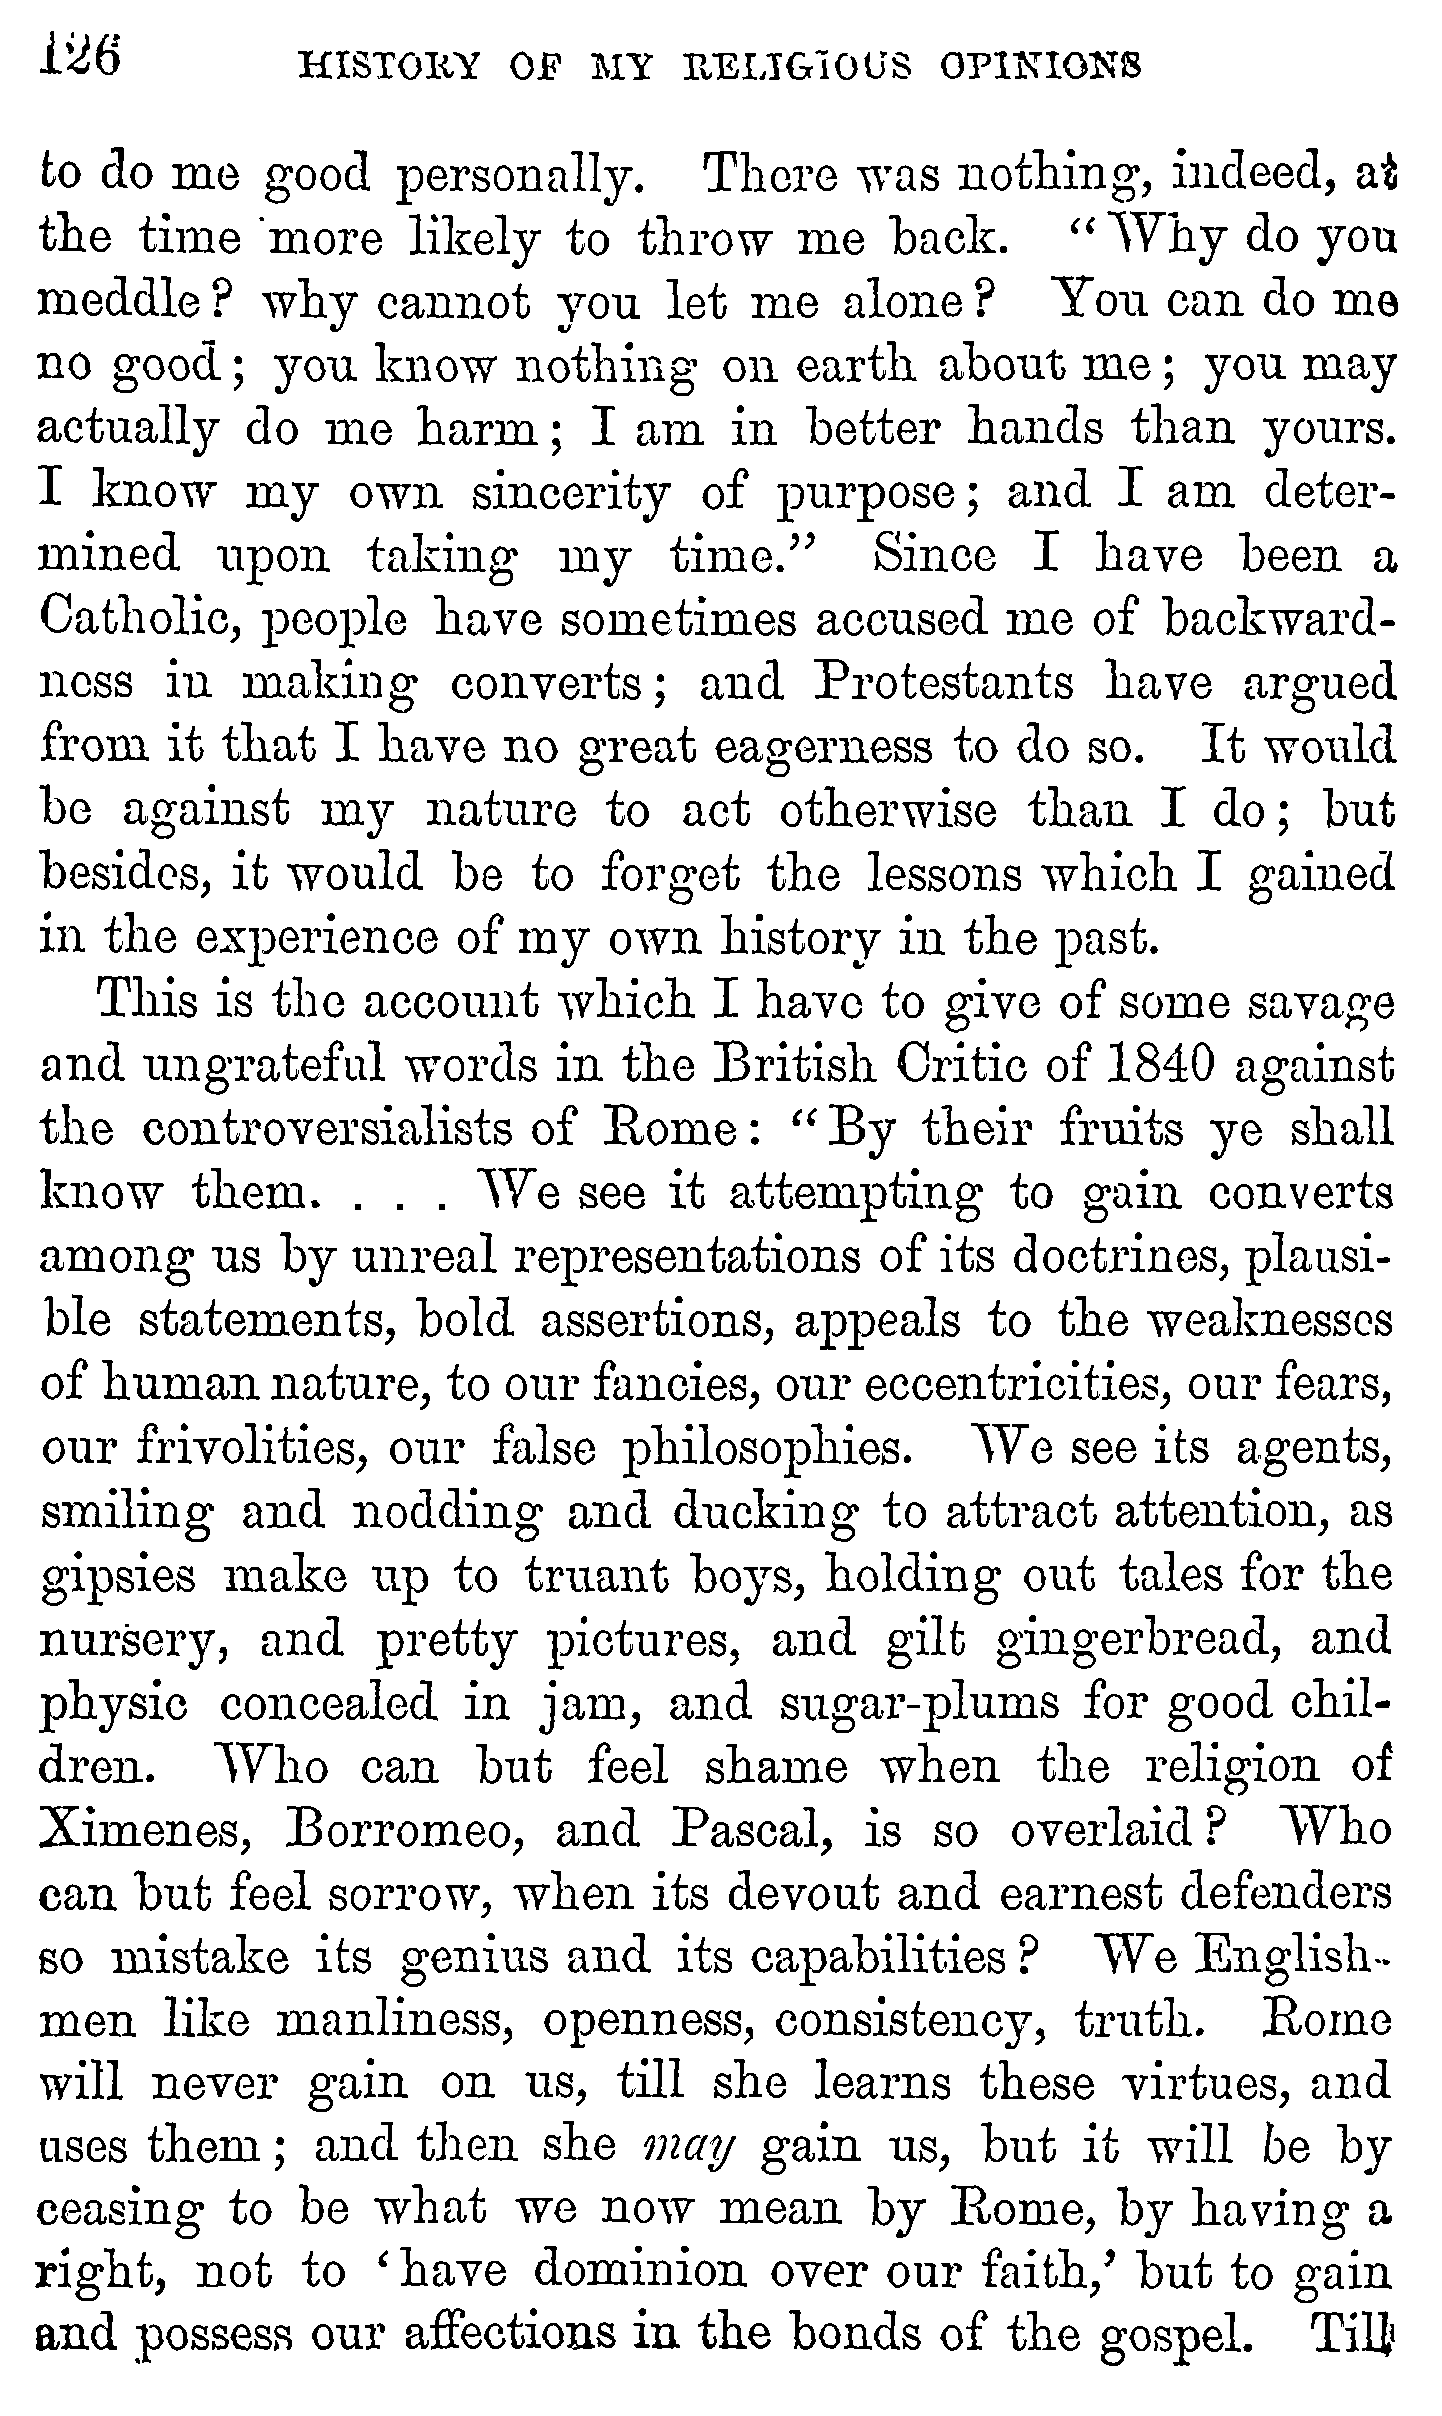 126 HISTORY OF MY RELIGIOUS OPINIONS
to do me good personally. There was nothing, indeed, at
the time more likely to throw me back. “Why do you
meddle? why cannot you let me alone? You can do me
no good; you know nothing on earth about me; you may
actually do me harm; I am in better hands than yours.
I know my own sincerity of purpose; and I am deter-
mined upon taking my time.” Since I have been a
Catholic, people have sometimes accused me of backward-
ness in making converts; and Protestants have argued
from it that I have no great eagerness to do so. It would
be against my nature to act otherwise than I do; but
besides, it would be to forget the lessons which I gained
in the experience of my own history in the past.
This is the account which I have to give of some savage
and ungrateful words in the British Critic of 1840 against
the controversialists of Rome: “By their fruits ye shall
know them. . . . We see it attempting to gain converts
among us by unreal representations of its doctrines, plausi-
ble statements, bold assertions, appeals to the weaknesses
of human nature, to our fancies, our eccentricities, our fears,
our frivolities, our false philosophies. We see its agents,
smiling and nodding and ducking to attract attention, as
gipsies make up to truant boys, holding out tales for the
nursery, and pretty pictures, and gilt gingerbread, and
physic concealed in jam, and sugar-plums for good chil-
dren. Who can but feel shame when the religion of
Ximenes, Borromeo, and Pascal, is so overlaid? Who
can but feel sorrow, when its devout and earnest defenders
so mistake its genius and its capabilities? We English-
men like manliness, openness, consistency, truth. Rome
will never gain on us, till she learns these virtues, and
uses them; and then she may gain us, but it will be by
ceasing to be what we now mean by Rome, by having a
right, not to ‘have dominion over our faith,’ but to gain
and possess our affections in the bonds of the gospel. Till